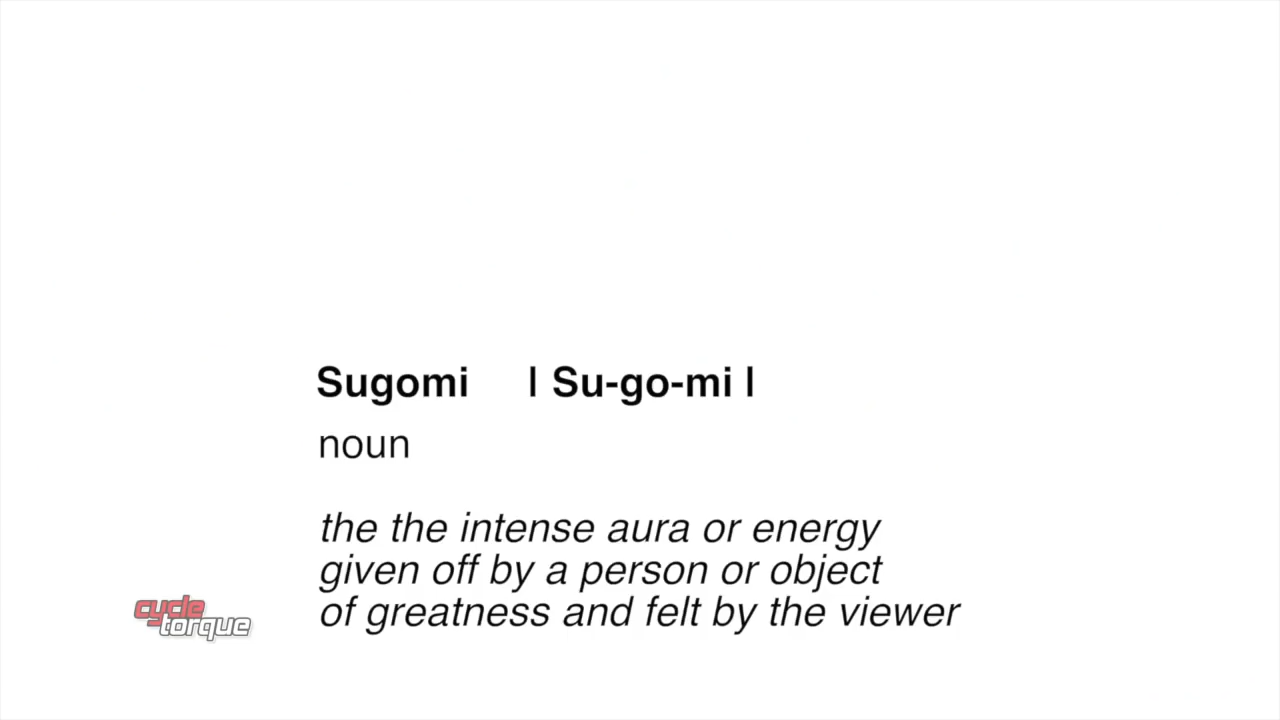 Sugomi | Su-go-mi |
noun
the the intense aura or energy
given off by a person or object
of greatness and felt by the viewer
cycle
torque